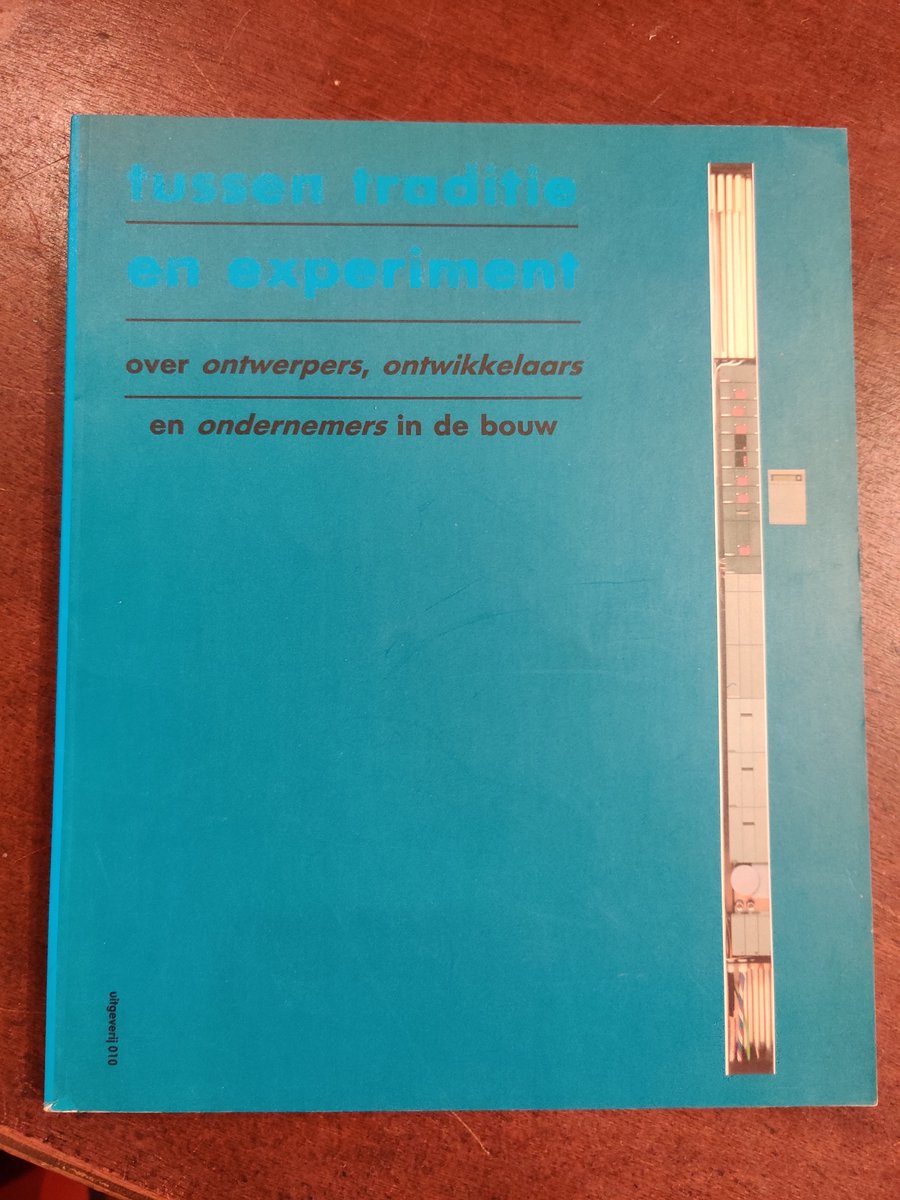 tussen traditie
en experiment
over ontwerpers, ontwikkelaars
en ondernemers in de bouw
uitgeverij 010